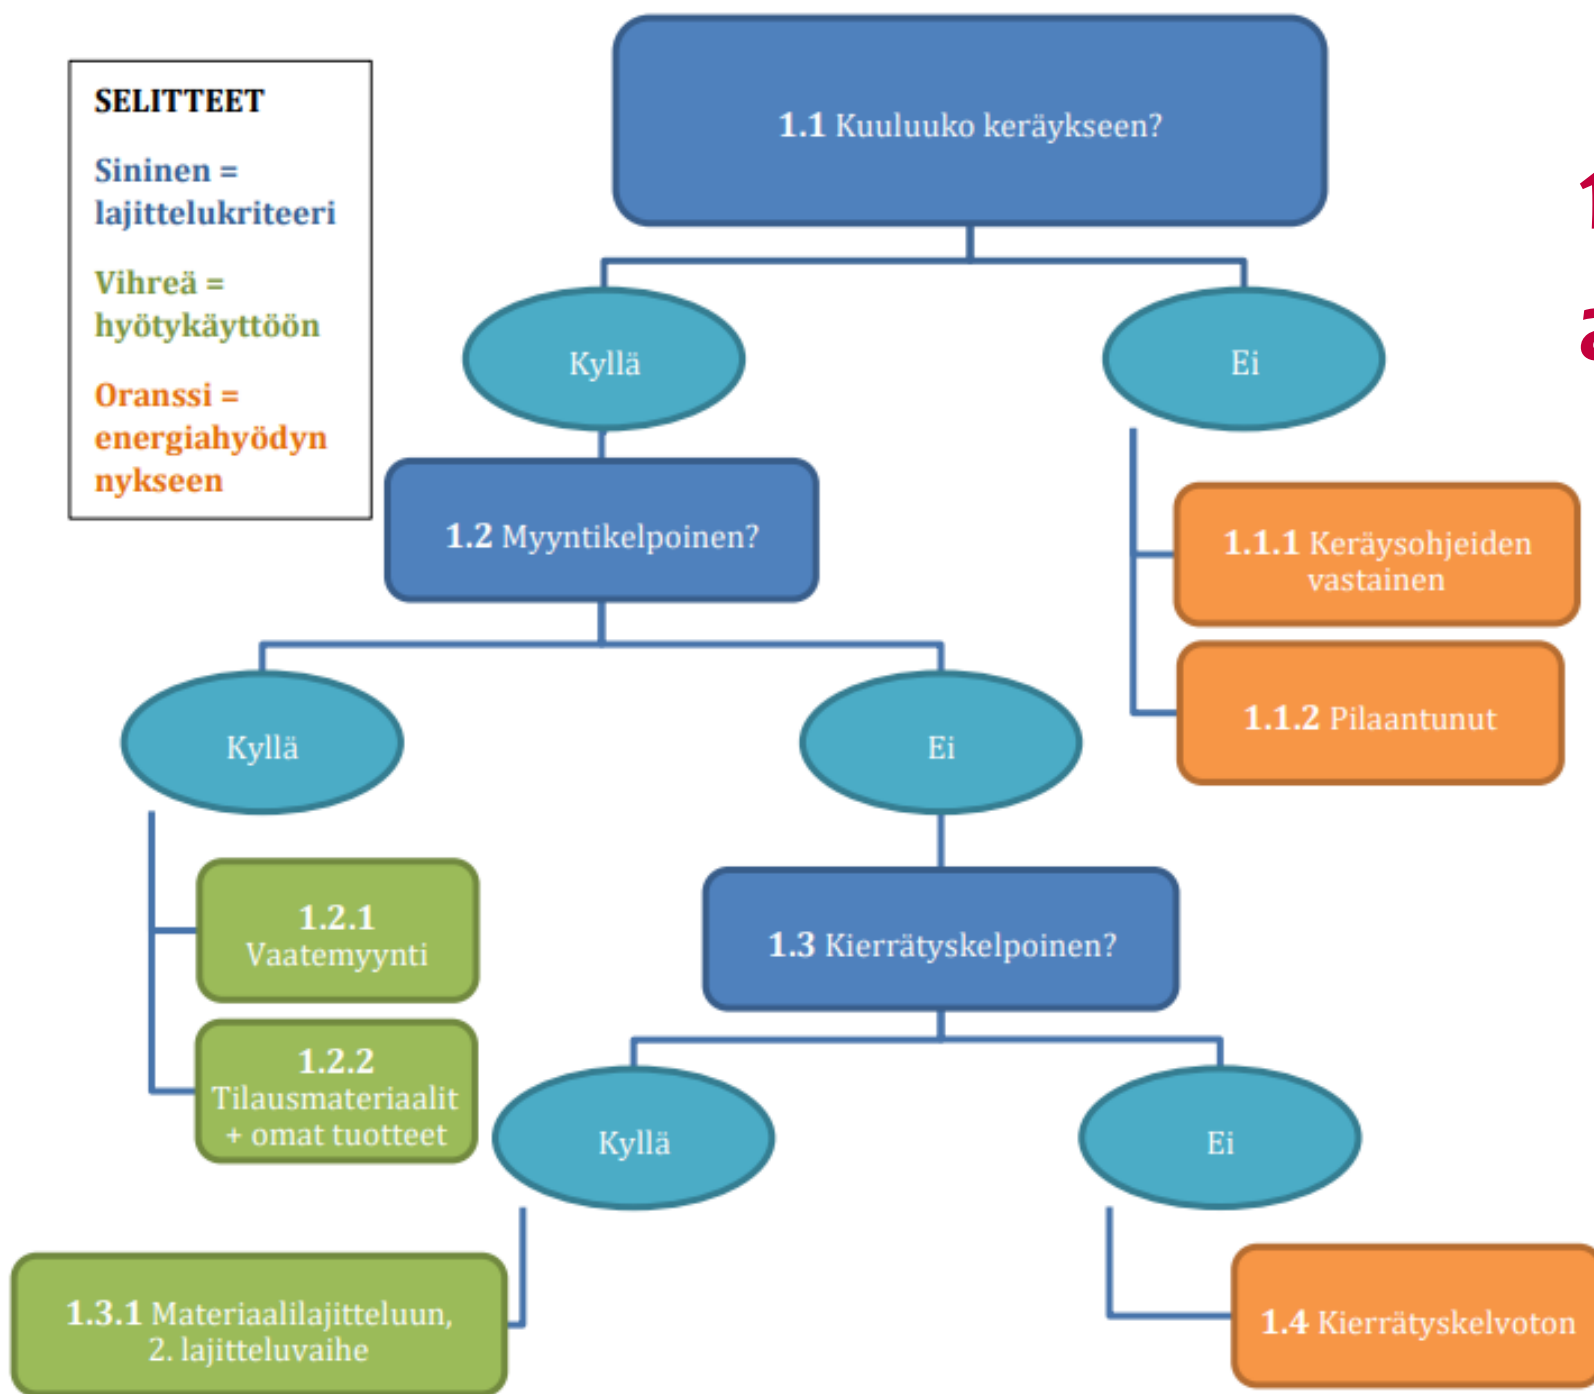 SELITTEET
Sininen =
lajittelukriteeri
Vihreä =
hyötykäyttöön
Oranssi =
energiahyödyn
nykseen
1.1 Kuuluuko keräykseen?
Kyllä
Ei
1.2 Myyntikelpoinen?
1.1.1 Keräysohjeiden
vastainen
1.1.2 Pilaantunut
Kyllä
Ei
1.2.1
Vaatemyynti
1.2.2
Tilausmateriaalit
+ omat tuotteet
1.3 Kierrätyskelpoinen?
Kyllä
Ei
1.3.1 Materiaalilajitteluun,
2. lajitteluvaihe
1.4 Kierrätyskelvoton